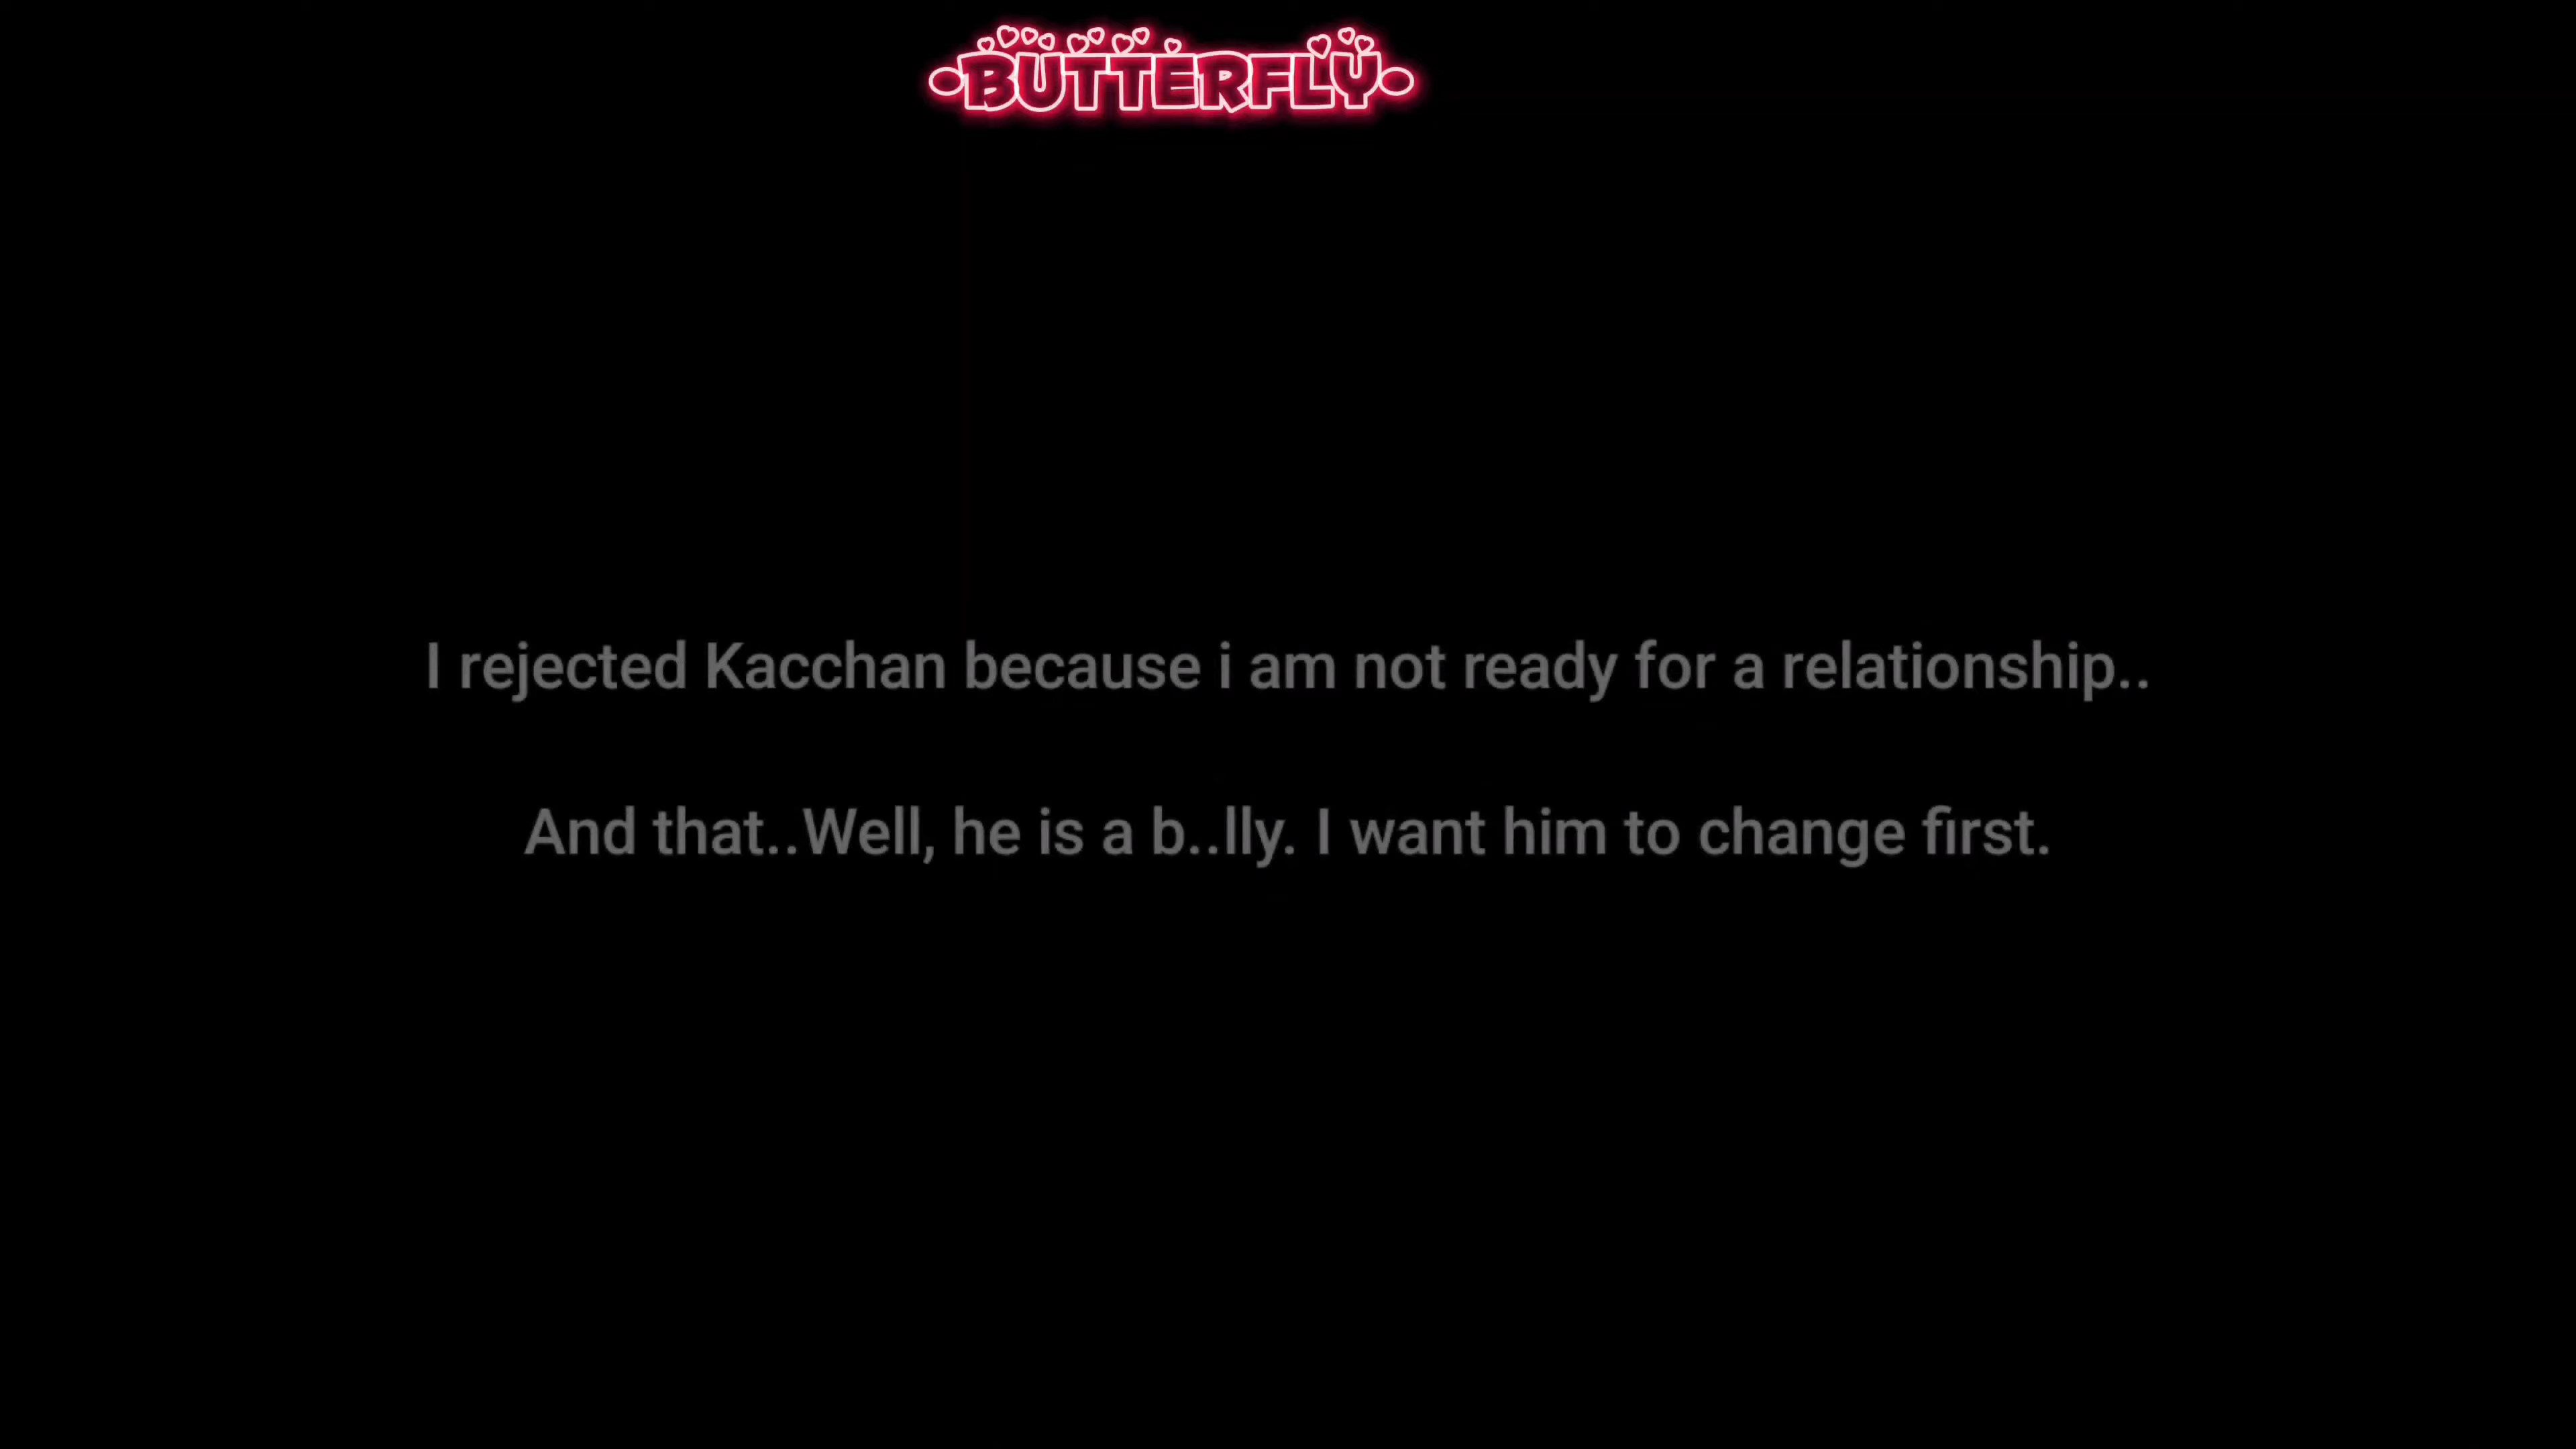 •BUTTERFLY•
I rejected Kacchan because i am not ready for a relationship..
And that..Well, he is a b..lly. I want him to change first.